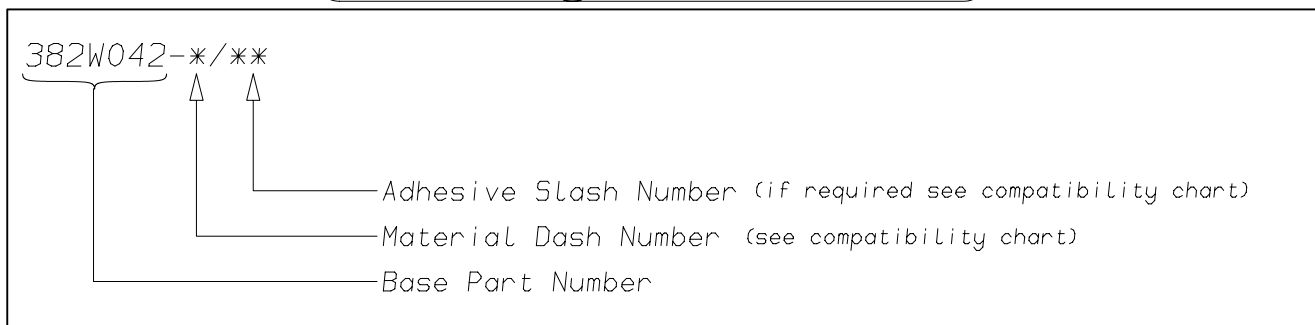 382W042-*/**
Adhesive Slash Number (if required see compatibility chart)
Material Dash Number (see compatibility chart)
Base Part Number